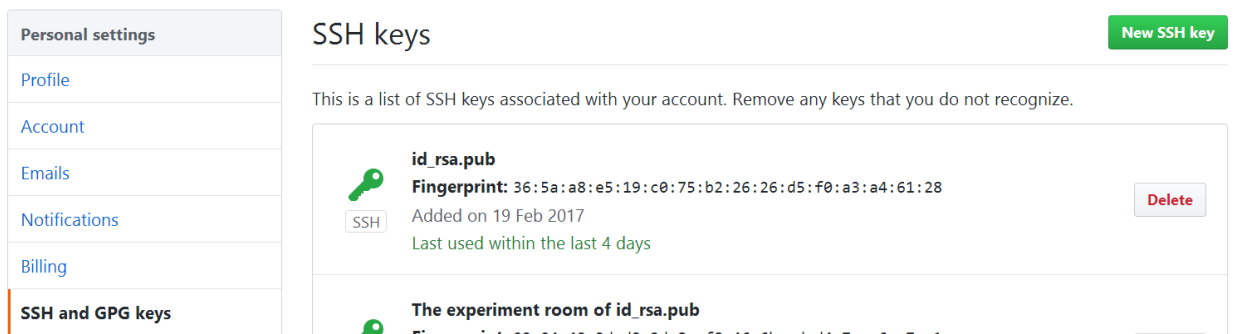 Personal settings
Profile
Account
Emails
Notifications
Billing
SSH and GPG keys
SSH keys
New SSH key
This is a list of SSH keys associated with your account. Remove any keys that you do not recognize.
id_rsa.pub
Fingerprint: 36:5a:a8:e5:19:c0:75:b2:26:26:d5:f0:a3:a4:61:28
SSH
Added on 19 Feb 2017
Last used within the last 4 days
Delete
The experiment room of id_rsa.pub